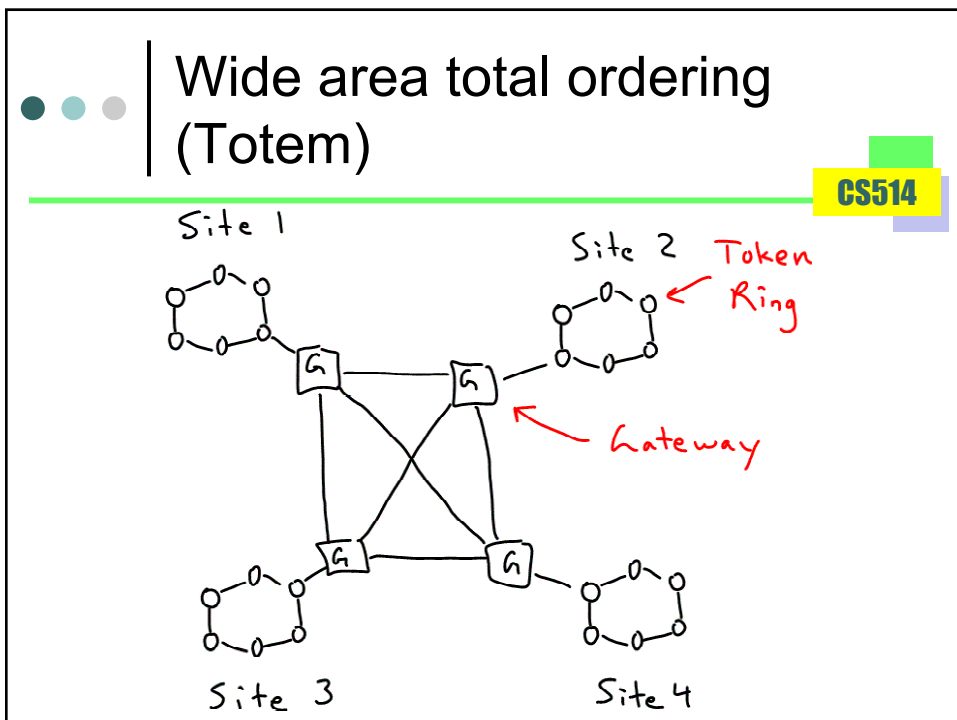 Wide area total ordering
(Totem)
CS514
Site 1
Site 2
Token
Ring
G
G
Gateway
G
G
Site 3
Site 4